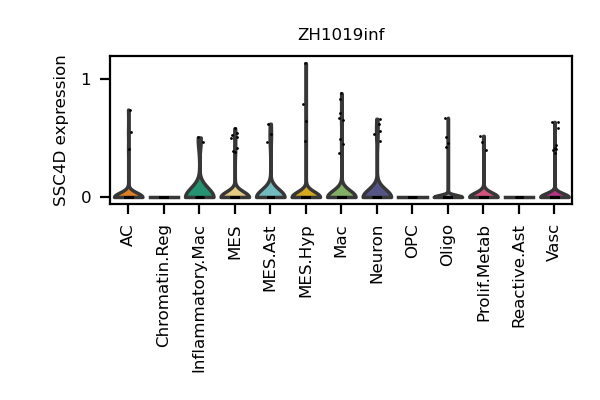 ZH1019inf
SSC4D expression
1
0
AC
Chromatin.Reg
Inflammatory.Mac
MES
MES.Ast
MES.Hyp
Mac
Neuron
OPC
Oligo
Prolif.Metab
Reactive.Ast
Vasc